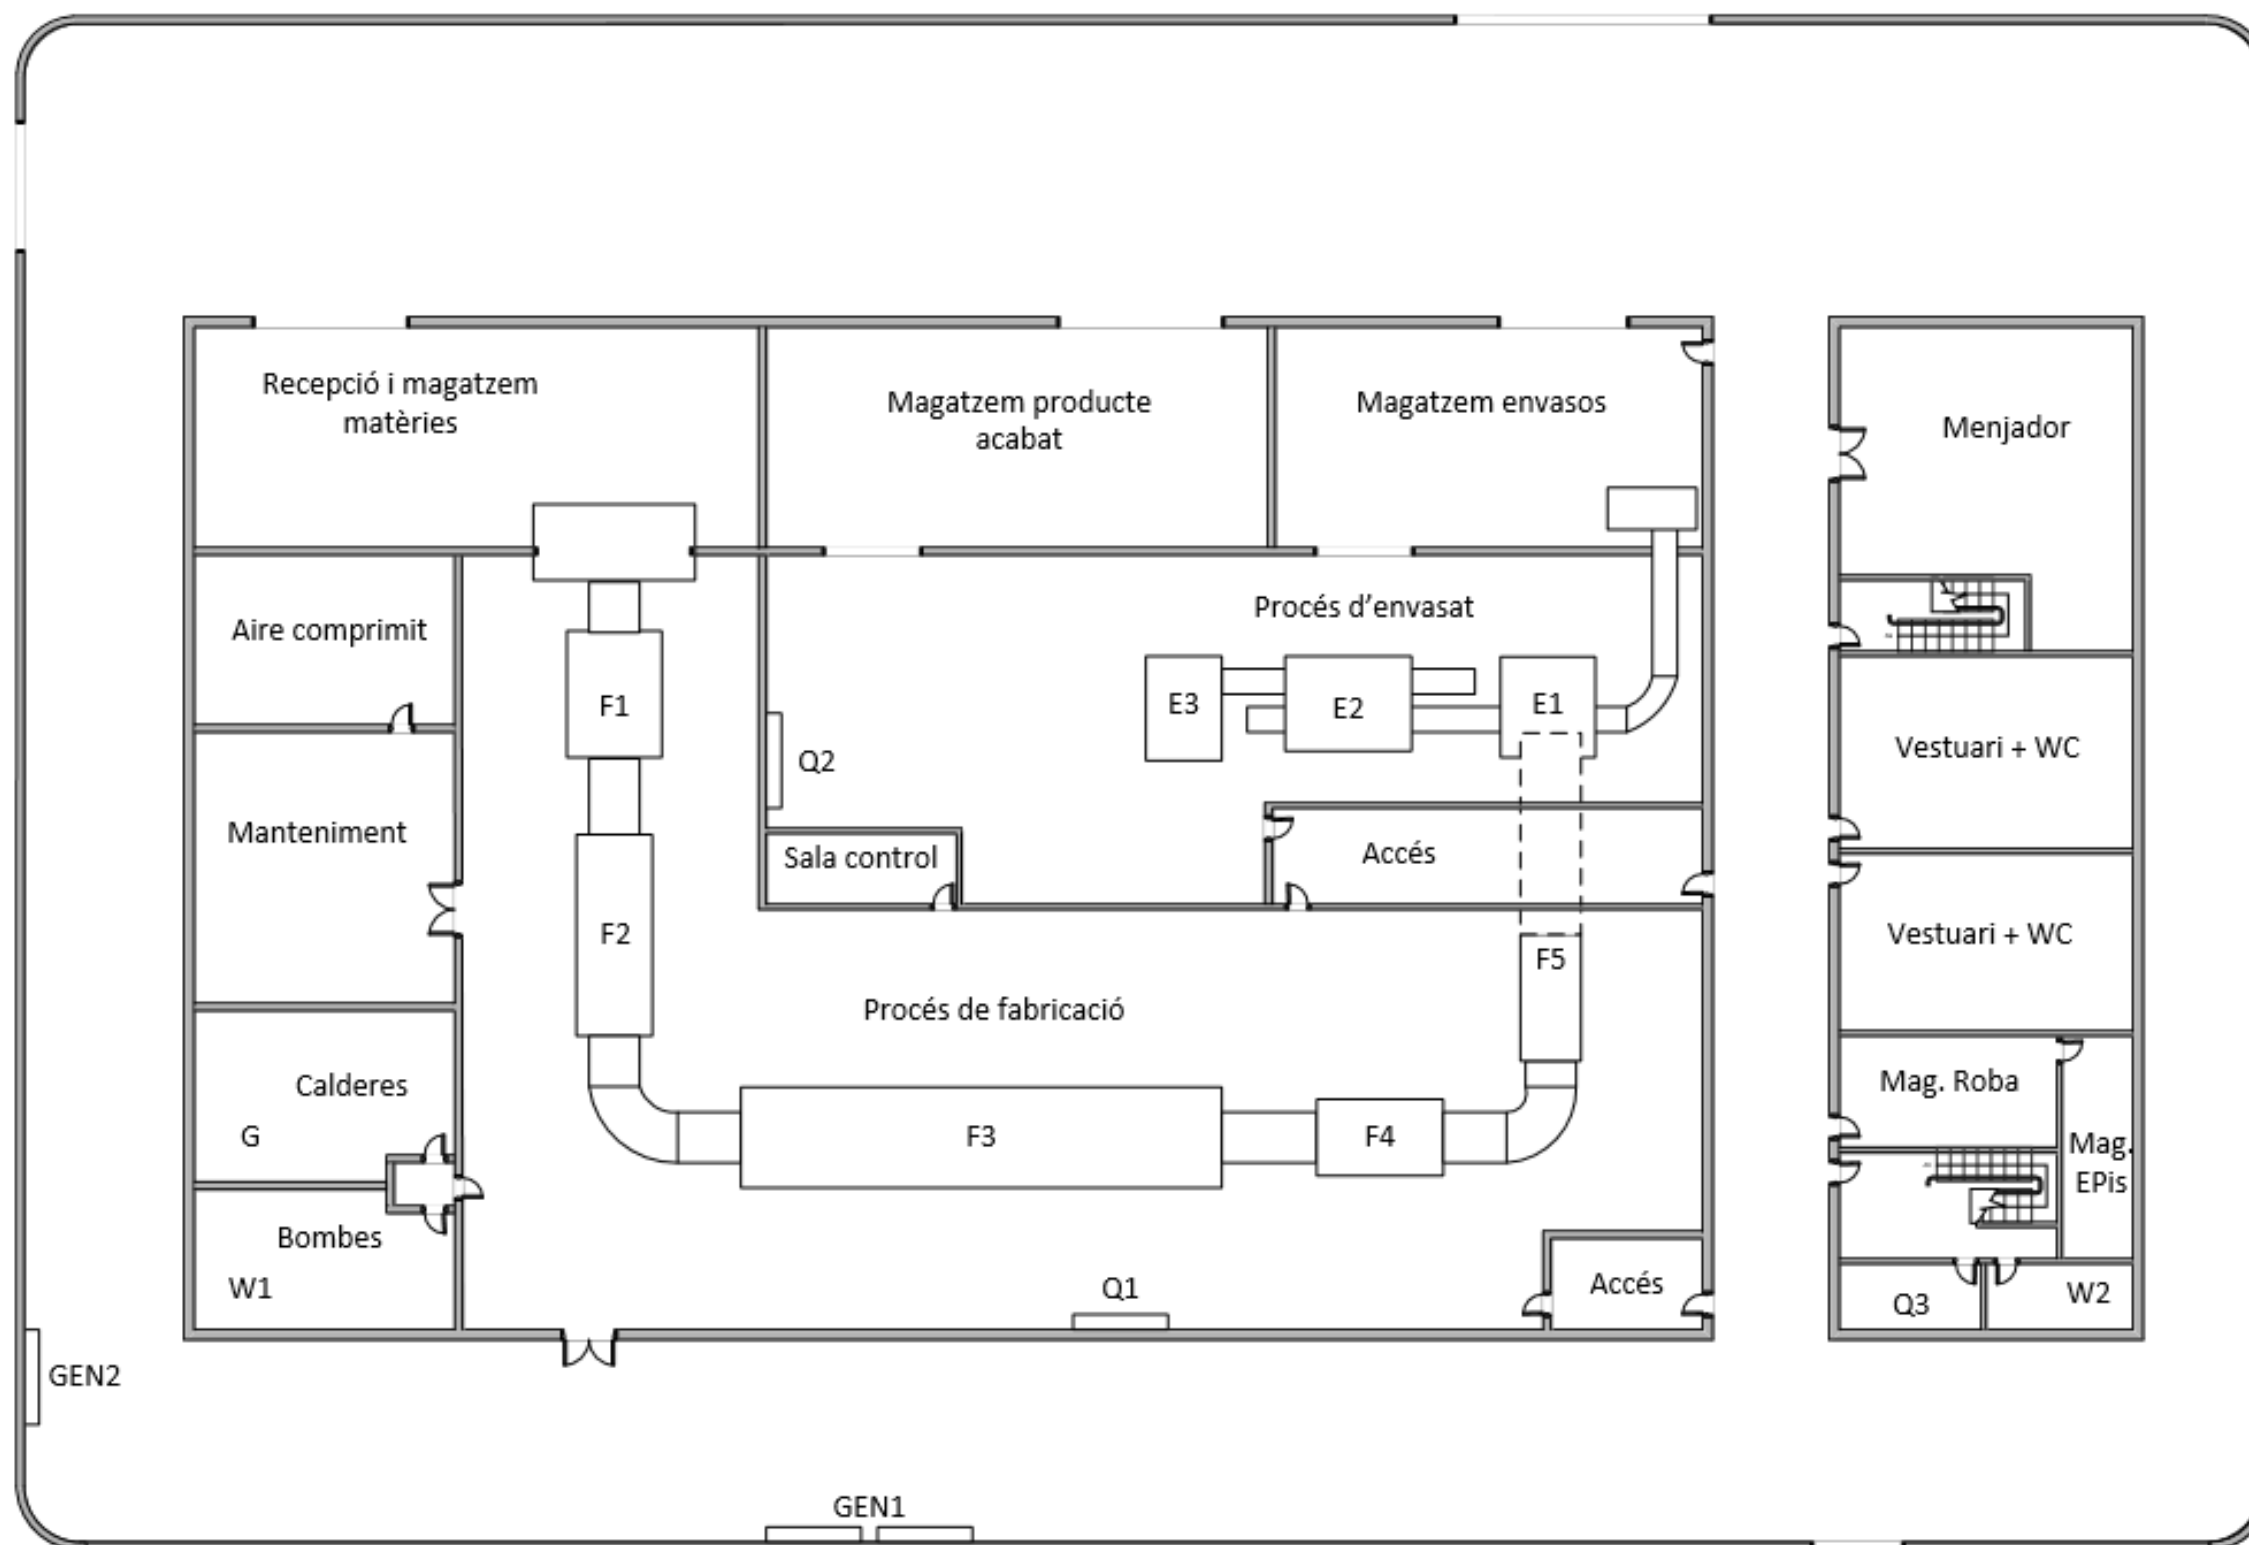 Recepció i magatzem
matèries
Magatzem producte
acabat
Magatzem envasos
Menjador
Aire comprimit
Procés d’envasat
F1
E3
E2
E1
Q2
Vestuari + WC
Manteniment
Sala control
Accés
F2
F5
Vestuari + WC
Procés de fabricació
Calderes
G
F3
F4
Mag. Roba
Mag.
EPis
Bombes
W1
Q1
Accés
Q3
W2
GEN2
GEN1